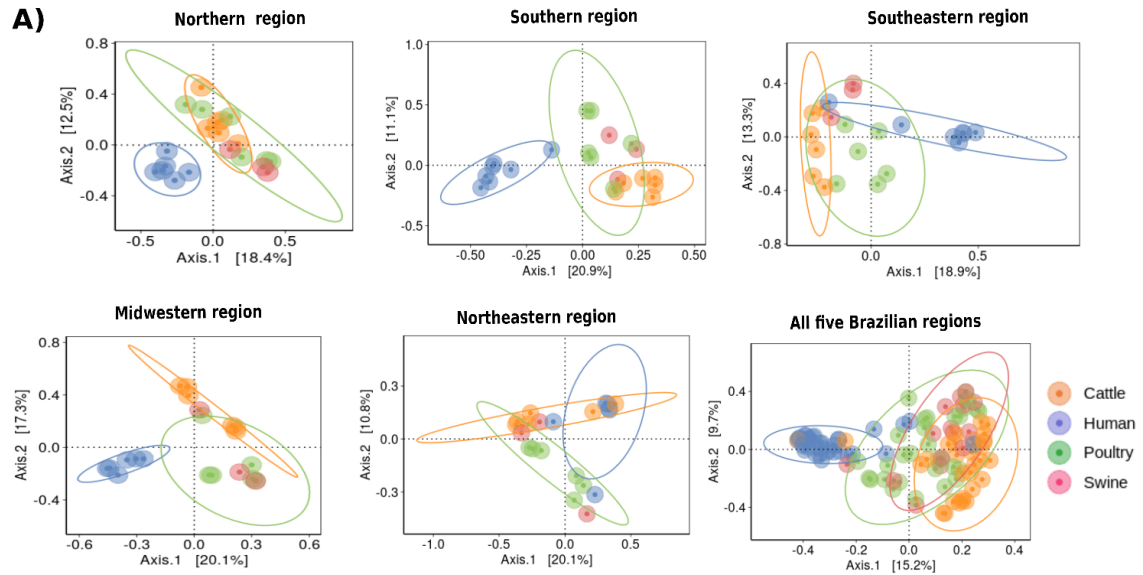 A)
Northern region
0.8
0.4
0.0
-0.4
Axis.2 [12.5%]
-0.5
0.0
0.5
Axis.1 [18.4%]
Southern region
1.0
0.5
0.0
-0.5
Axis.2 [11.1%]
-0.50
-0.25
0.00
0.25
0.50
Axis.1 [20.9%]
Southeastern region
0.4
0.0
-0.4
-0.8
Axis.2 [13.3%]
0.0
0.5
Axis.1 [18.9%]
Midwestern region
0.8
0.4
0.0
-0.4
Axis.2 [17.3%]
-0.6
-0.3
0.0
0.3
0.6
Axis.1 [20.1%]
Northeastern region
0.3
0.0
-0.3
Axis.2 [10.8%]
-1.0
-0.5
0.0
0.5
Axis.1 [20.1%]
All five Brazilian regions
0.4
0.0
-0.4
Axis.2 [9.7%]
-0.4
-0.2
0.0
0.2
0.4
Axis.1 [15.2%]
Cattle
Human
Poultry
Swine